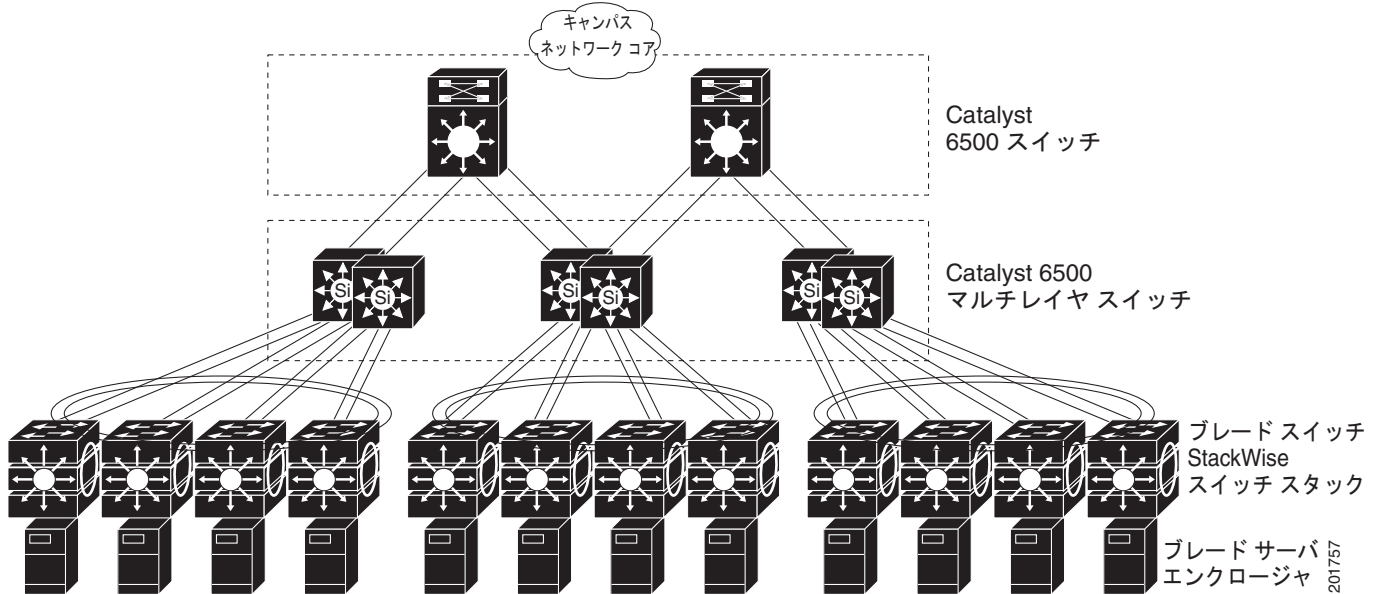 キャンパス
ネットワーク コア
Catalyst
6500 スイッチ
Si
Si
Si
Si
Si
Si
Catalyst 6500
マルチレイヤ スイッチ
ブレード スイッチ
StackWise
スイッチ スタック
ブレード サーバ
エンクロージャ
201757